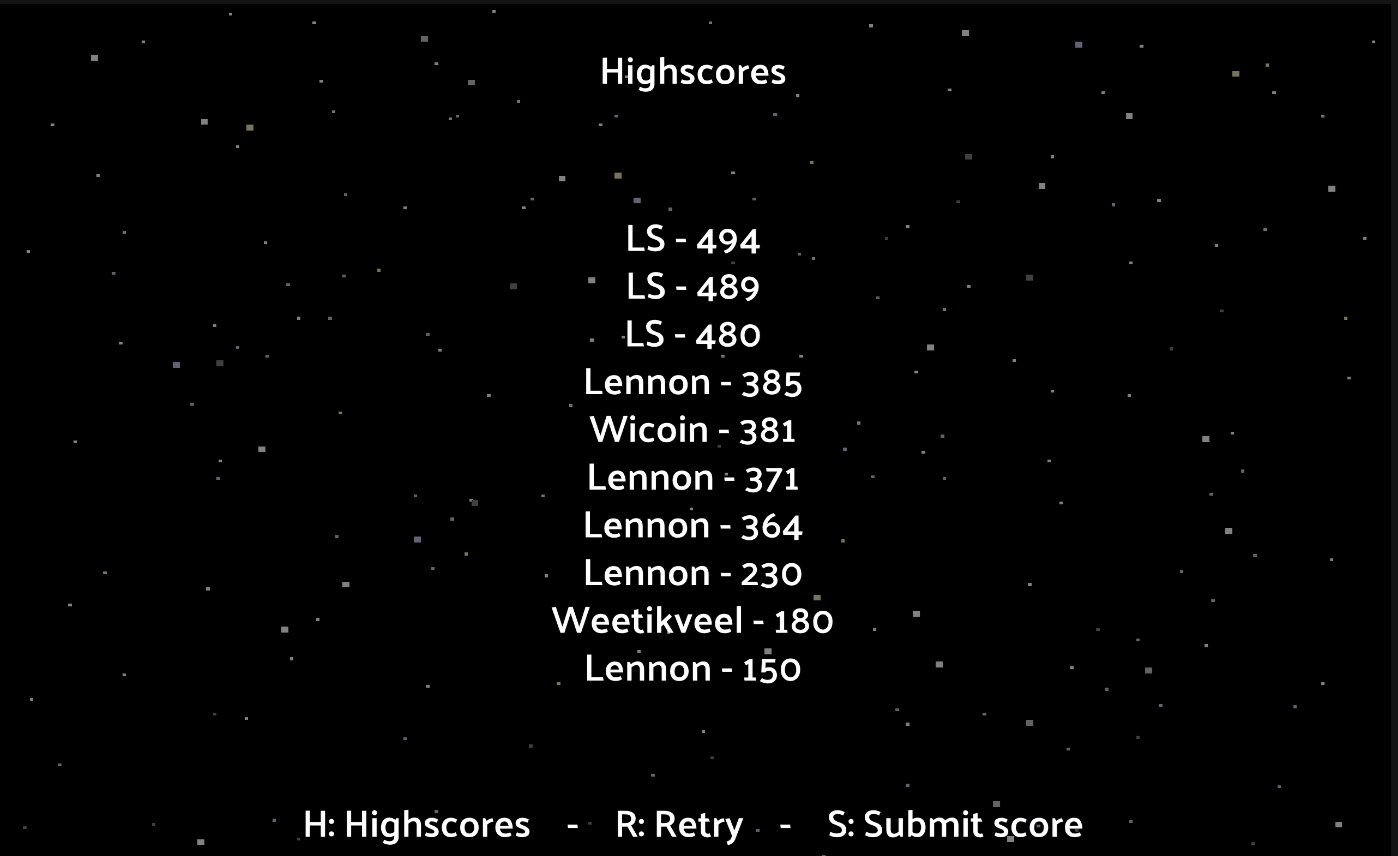 Highscores
LS - 494
LS - 489
LS - 480
Lennon - 385
Wicoin - 381
Lennon - 371
Lennon - 364
Lennon - 230
Weetikveel - 180
Lennon - 150
H: Highscores - R: Retry - S: Submit score